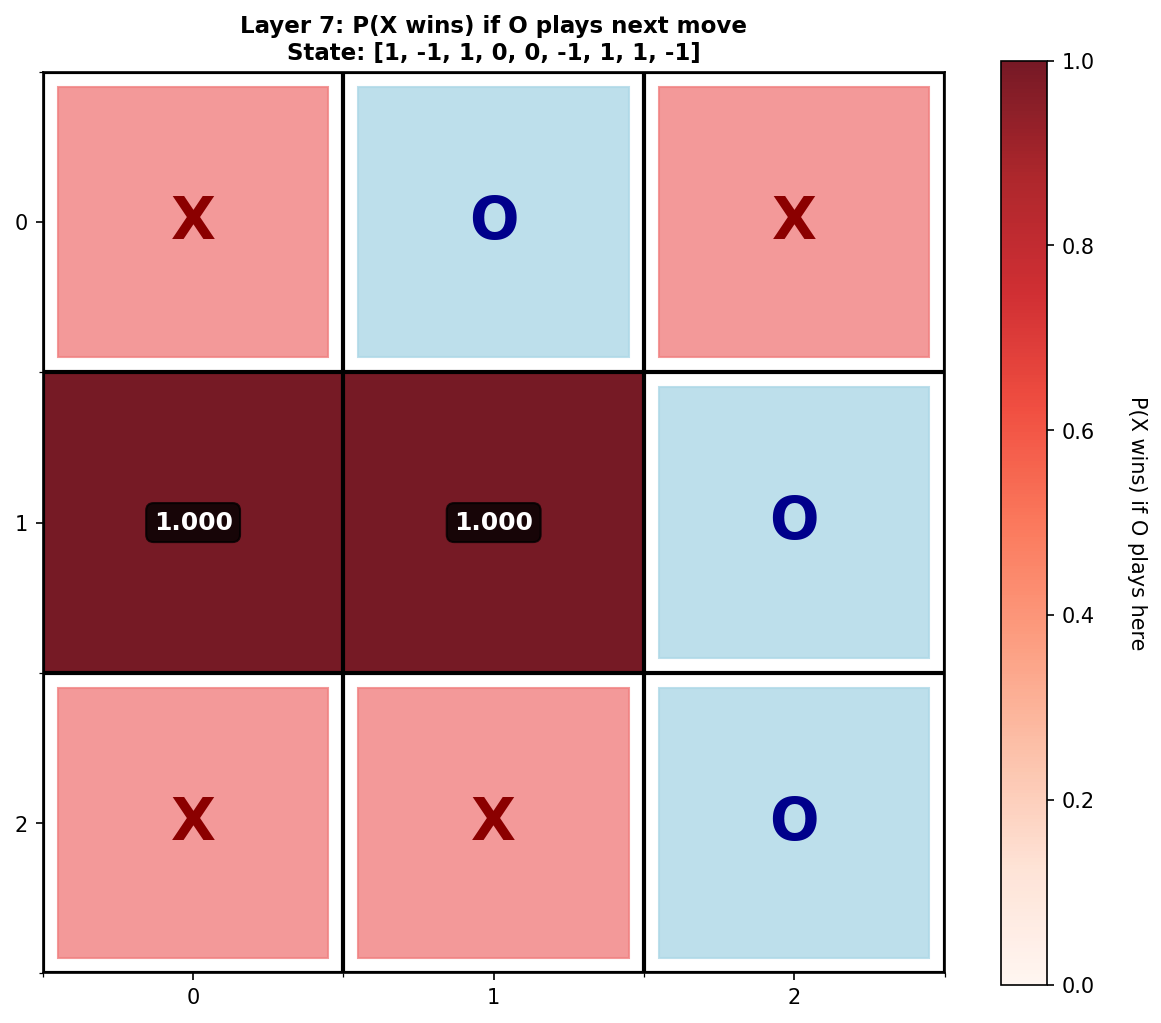 Layer 7: P(X wins) if O plays next move
State: [1, -1, 1, 0, 0, -1, 1, 1, -1]
1.0
0
X
O
X
0.8
0.6
1
1.000
1.000
O
P(X wins) if O plays here
0.4
0.2
2
X
X
O
0.0
0
1
2